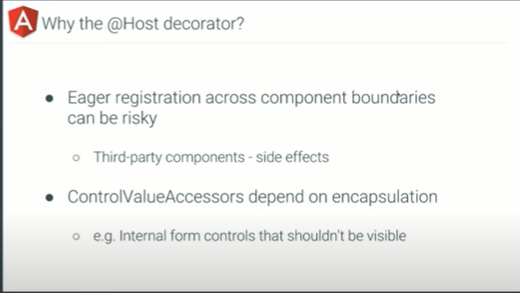 A Why the @Host decorator?
● Eager registration across component boundaries
can be risky
○ Third-party components - side effects
● ControlValueAccessors depend on encapsulation
○ e.g. Internal form controls that shouldn't be visible